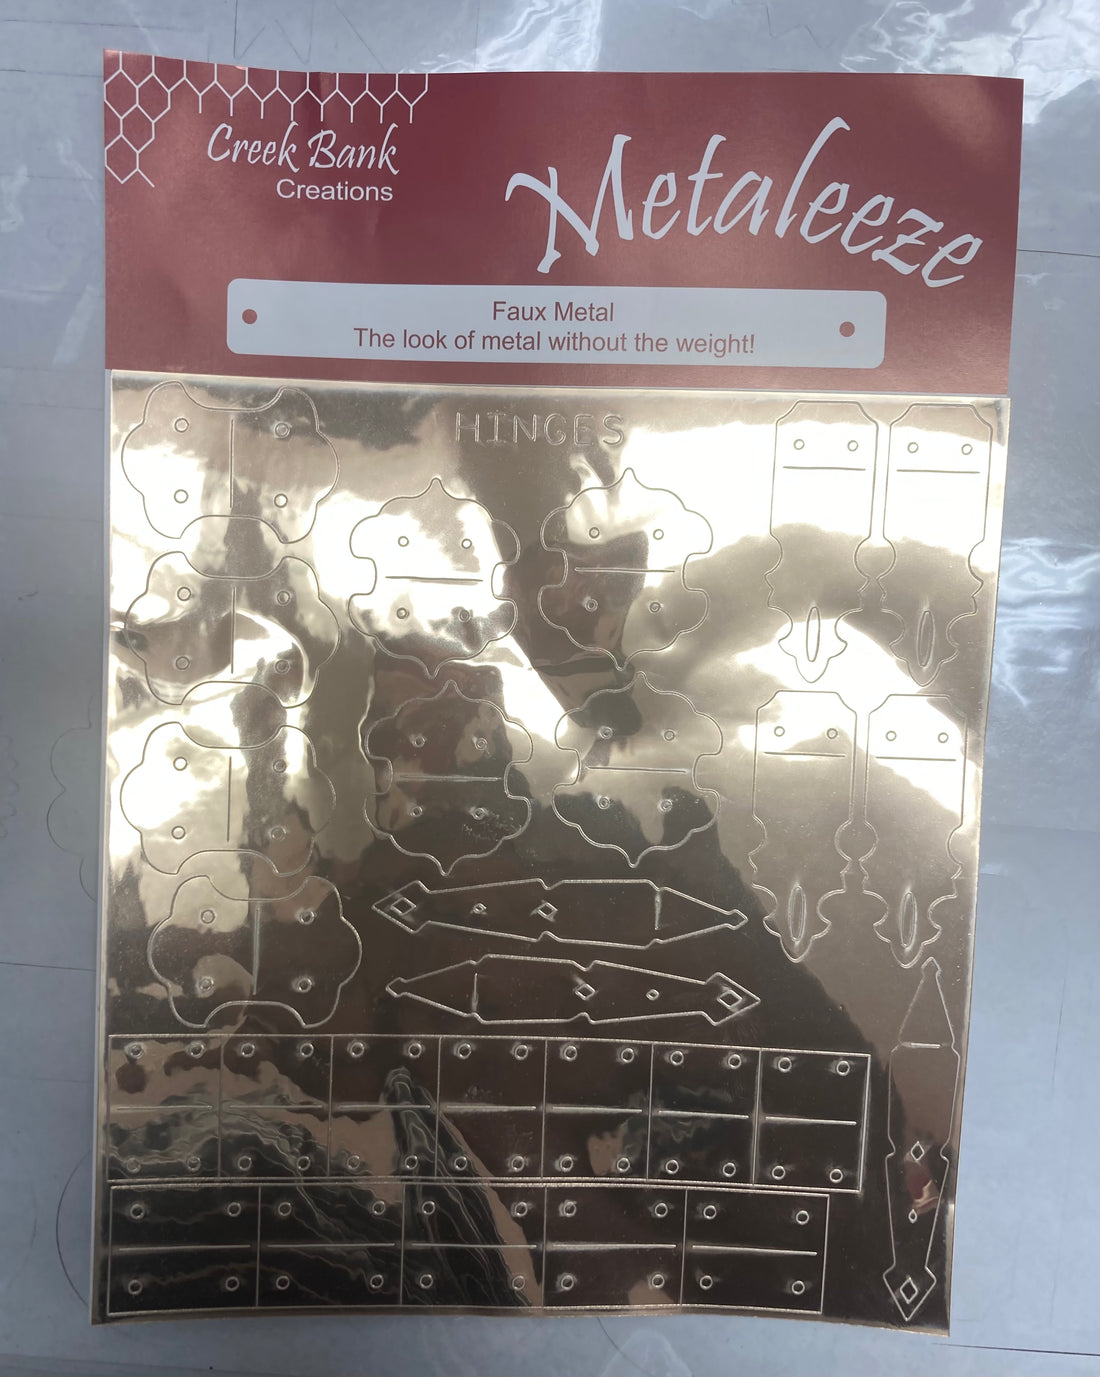 Creek Bank
Creations
Metaleeze
Faux Metal
The look of metal without the weight!
HINGES